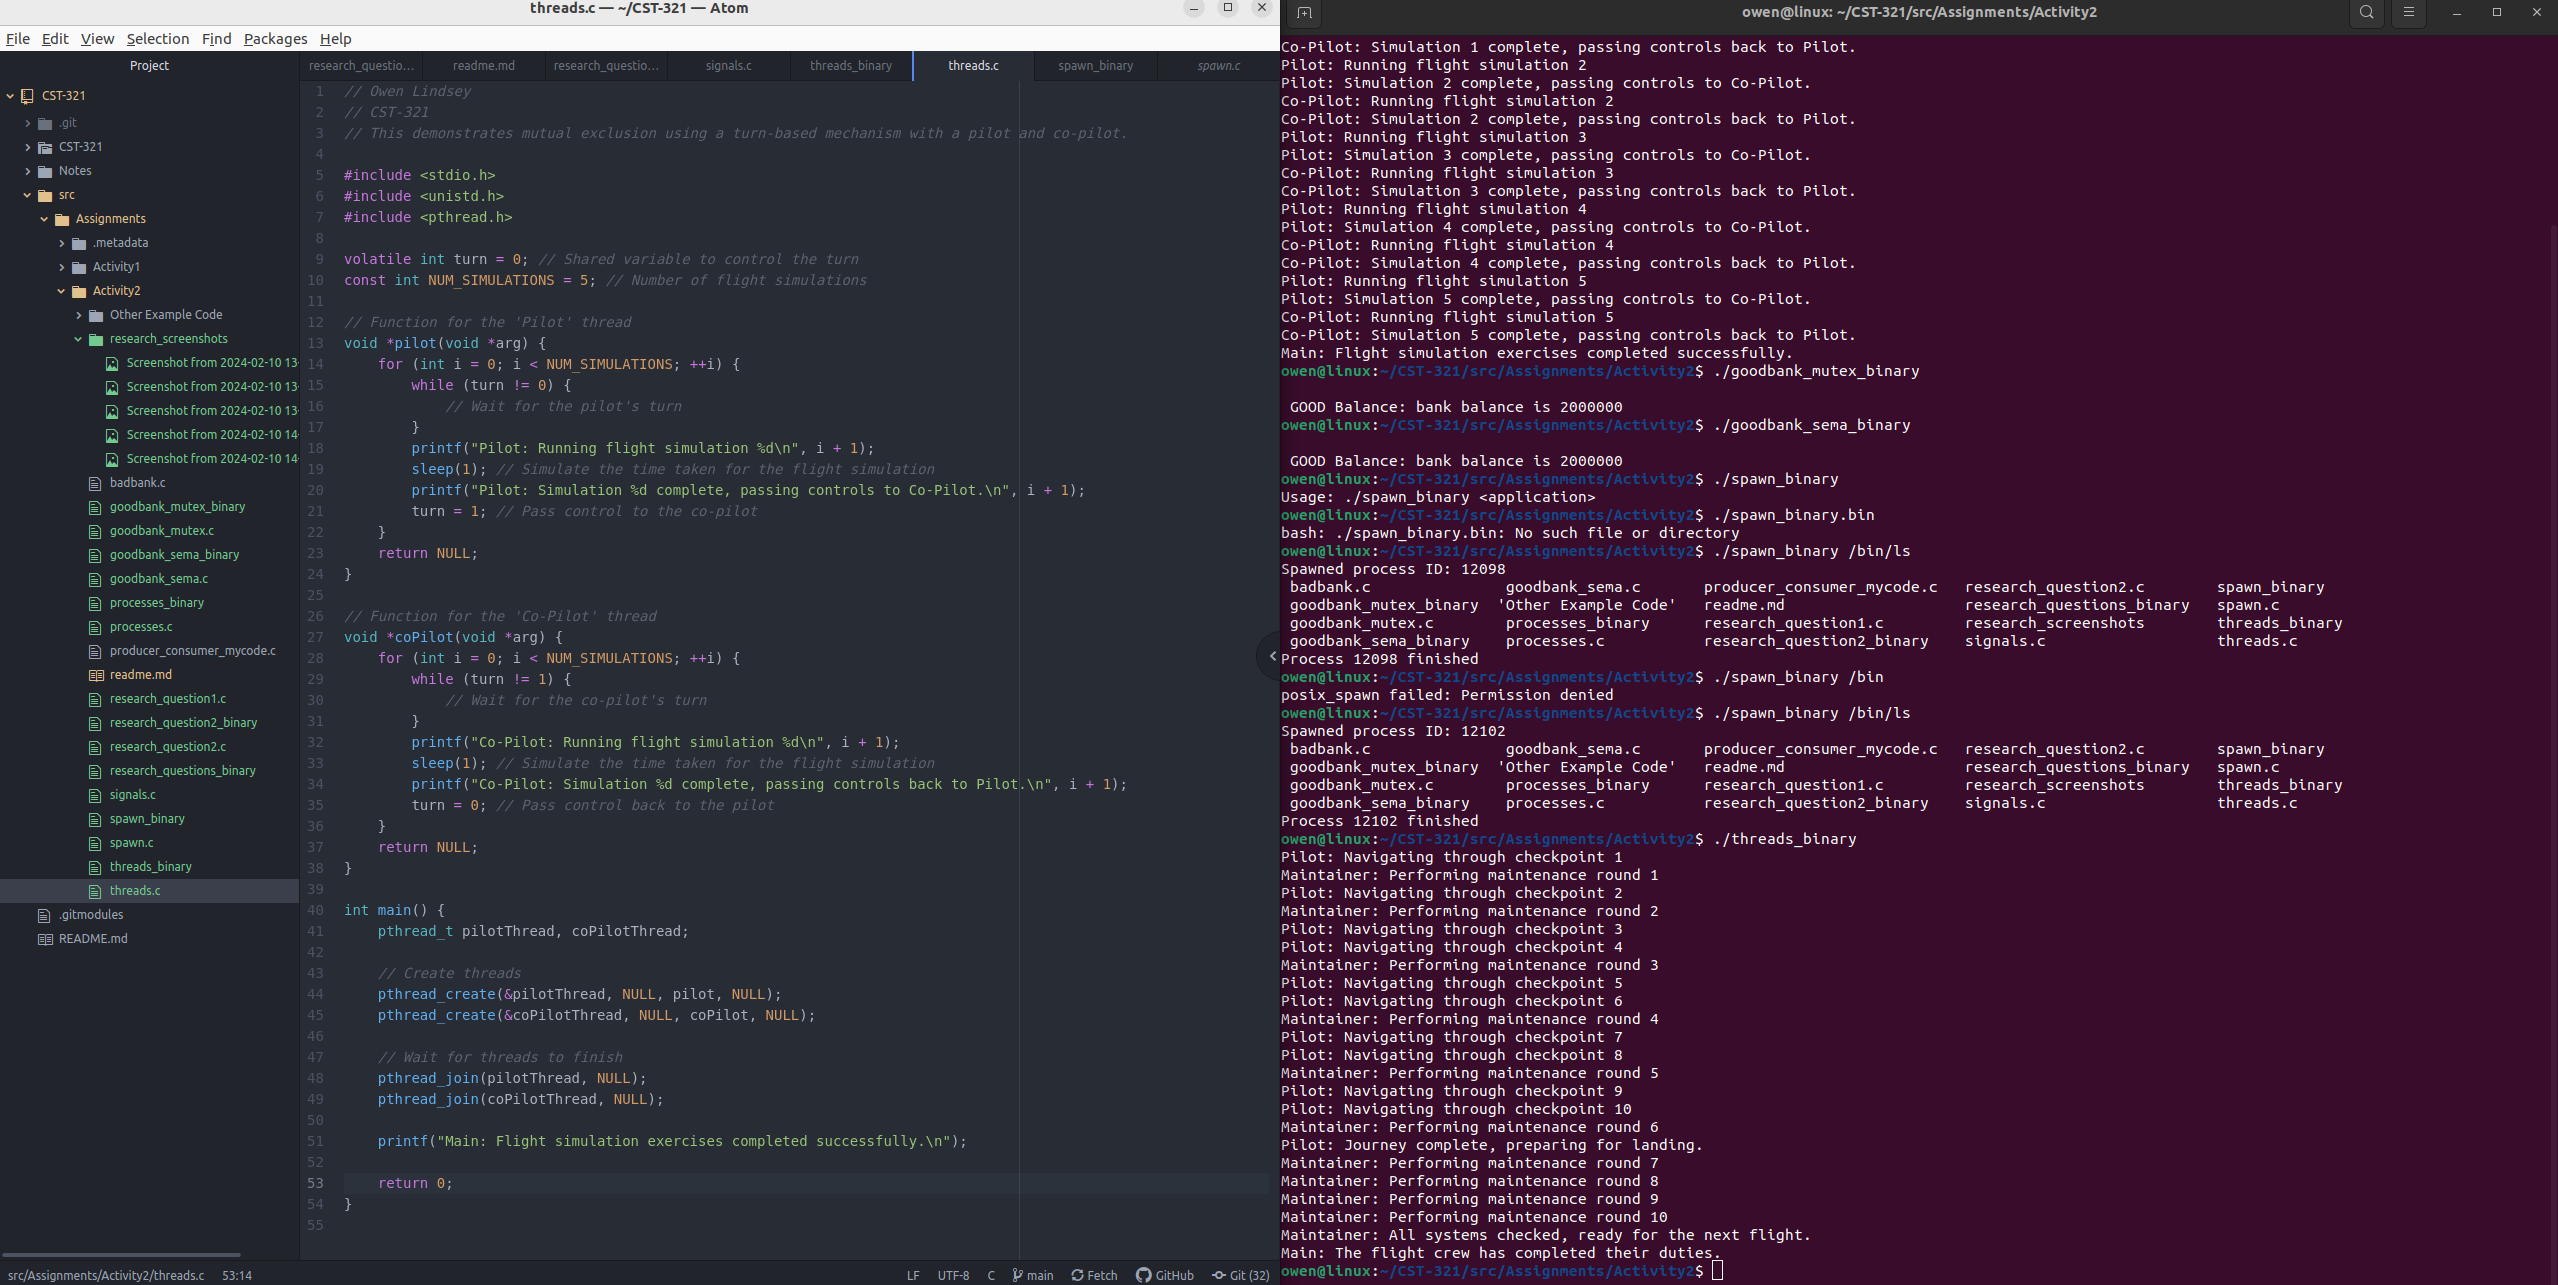 threads.c — ~/CST-321 — Atom
File Edit View Selection Find Packages Help
Project
CST-321
.git
CST-321
Notes
src
Assignments
.metadata
Activity1
Activity2
Other Example Code
research_screenshots
Screenshot from 2024-02-10 13-
Screenshot from 2024-02-10 13-
Screenshot from 2024-02-10 13-
Screenshot from 2024-02-10 14-
Screenshot from 2024-02-10 14-
badbank.c
goodbank_mutex_binary
goodbank_mutex.c
goodbank_sema_binary
goodbank_sema.c
processes_binary
processes.c
producer_consumer_mycode.c
readme.md
research_question1.c
research_question2_binary
research_question2.c
research_questions_binary
signals.c
spawn_binary
spawn.c
threads_binary
threads.c
.gitmodules
README.md
research_questio... readme.md research_questio... signals.c threads_binary threads.c spawn_binary spawn.c
1 // Owen Lindsey
2 // CST-321
3 // This demonstrates mutual exclusion using a turn-based mechanism with a pilot and co-pilot.
4
5 #include <stdio.h>
6 #include <unistd.h>
7 #include <pthread.h>
8
9 volatile int turn = 0; // Shared variable to control the turn
10 const int NUM_SIMULATIONS = 5; // Number of flight simulations
11
12 // Function for the 'Pilot' thread
13 void *pilot(void *arg) {
14     for (int i = 0; i < NUM_SIMULATIONS; ++i) {
15         while (turn != 0) {
16             // Wait for the pilot's turn
17         }
18         printf("Pilot: Running flight simulation %d\n", i + 1);
19         sleep(1); // Simulate the time taken for the flight simulation
20         printf("Pilot: Simulation %d complete, passing controls to Co-Pilot.\n", i + 1);
21         turn = 1; // Pass control to the co-pilot
22     }
23     return NULL;
24 }
25
26 // Function for the 'Co-Pilot' thread
27 void *coPilot(void *arg) {
28     for (int i = 0; i < NUM_SIMULATIONS; ++i) {
29         while (turn != 1) {
30             // Wait for the co-pilot's turn
31         }
32         printf("Co-Pilot: Running flight simulation %d\n", i + 1);
33         sleep(1); // Simulate the time taken for the flight simulation
34         printf("Co-Pilot: Simulation %d complete, passing controls back to Pilot.\n", i + 1);
35         turn = 0; // Pass control back to the pilot
36     }
37     return NULL;
38 }
39
40 int main() {
41     pthread_t pilotThread, coPilotThread;
42
43     // Create threads
44     pthread_create(&pilotThread, NULL, pilot, NULL);
45     pthread_create(&coPilotThread, NULL, coPilot, NULL);
46
47     // Wait for threads to finish
48     pthread_join(pilotThread, NULL);
49     pthread_join(coPilotThread, NULL);
50
51     printf("Main: Flight simulation exercises completed successfully.\n");
52
53     return 0;
54 }
55
src/Assignments/Activity2/threads.c 53:14 LF UTF-8 C main Fetch GitHub Git (32)
owen@linux: ~/CST-321/src/Assignments/Activity2
Co-Pilot: Simulation 1 complete, passing controls back to Pilot.
Pilot: Running flight simulation 2
Pilot: Simulation 2 complete, passing controls to Co-Pilot.
Co-Pilot: Running flight simulation 2
Co-Pilot: Simulation 2 complete, passing controls back to Pilot.
Pilot: Running flight simulation 3
Pilot: Simulation 3 complete, passing controls to Co-Pilot.
Co-Pilot: Running flight simulation 3
Co-Pilot: Simulation 3 complete, passing controls back to Pilot.
Pilot: Running flight simulation 4
Pilot: Simulation 4 complete, passing controls to Co-Pilot.
Co-Pilot: Running flight simulation 4
Co-Pilot: Simulation 4 complete, passing controls back to Pilot.
Pilot: Running flight simulation 5
Pilot: Simulation 5 complete, passing controls to Co-Pilot.
Co-Pilot: Running flight simulation 5
Co-Pilot: Simulation 5 complete, passing controls back to Pilot.
Main: Flight simulation exercises completed successfully.
owen@linux:~/CST-321/src/Assignments/Activity2$ ./goodbank_mutex_binary
GOOD Balance: bank balance is 2000000
owen@linux:~/CST-321/src/Assignments/Activity2$ ./goodbank_sema_binary
GOOD Balance: bank balance is 2000000
owen@linux:~/CST-321/src/Assignments/Activity2$ ./spawn_binary
Usage: ./spawn_binary <application>
owen@linux:~/CST-321/src/Assignments/Activity2$ ./spawn_binary.bin
bash: ./spawn_binary.bin: No such file or directory
owen@linux:~/CST-321/src/Assignments/Activity2$ ./spawn_binary /bin/ls
Spawned process ID: 12098
badbank.c goodbank_sema.c producer_consumer_mycode.c research_question2.c spawn_binary
goodbank_mutex_binary 'Other Example Code' readme.md research_questions_binary spawn.c
goodbank_mutex.c processes_binary research_question1.c research_screenshots threads_binary
goodbank_sema_binary processes.c research_question2_binary signals.c threads.c
Process 12098 finished
owen@linux:~/CST-321/src/Assignments/Activity2$ ./spawn_binary /bin
posix_spawn failed: Permission denied
owen@linux:~/CST-321/src/Assignments/Activity2$ ./spawn_binary /bin/ls
Spawned process ID: 12102
badbank.c goodbank_sema.c producer_consumer_mycode.c research_question2.c spawn_binary
goodbank_mutex_binary 'Other Example Code' readme.md research_questions_binary spawn.c
goodbank_mutex.c processes_binary research_question1.c research_screenshots threads_binary
goodbank_sema_binary processes.c research_question2_binary signals.c threads.c
Process 12102 finished
owen@linux:~/CST-321/src/Assignments/Activity2$ ./threads_binary
Pilot: Navigating through checkpoint 1
Maintainer: Performing maintenance round 1
Pilot: Navigating through checkpoint 2
Maintainer: Performing maintenance round 2
Pilot: Navigating through checkpoint 3
Pilot: Navigating through checkpoint 4
Maintainer: Performing maintenance round 3
Pilot: Navigating through checkpoint 5
Pilot: Navigating through checkpoint 6
Maintainer: Performing maintenance round 4
Pilot: Navigating through checkpoint 7
Pilot: Navigating through checkpoint 8
Maintainer: Performing maintenance round 5
Pilot: Navigating through checkpoint 9
Pilot: Navigating through checkpoint 10
Maintainer: Performing maintenance round 6
Pilot: Journey complete, preparing for landing.
Maintainer: Performing maintenance round 7
Maintainer: Performing maintenance round 8
Maintainer: Performing maintenance round 9
Maintainer: Performing maintenance round 10
Maintainer: All systems checked, ready for the next flight.
Main: The flight crew has completed their duties.
owen@linux:~/CST-321/src/Assignments/Activity2$